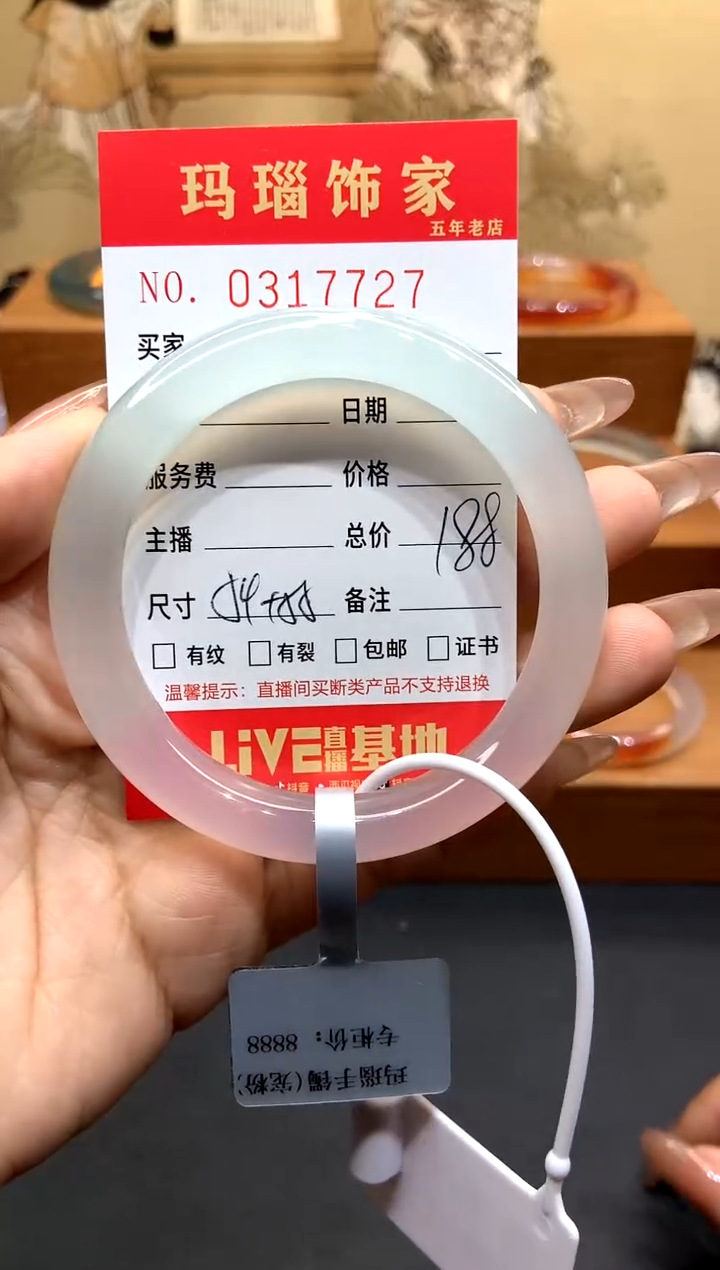 玛瑙饰家
五年老店
NO. 0317727
买家
日期
服务费 价格
主播 总价 188
尺寸 备注
有纹 有裂 包邮 证书
温馨提示：直播间买断类产品不支持退换
LiVE直播基地
抖音
专柜价：8888
玛瑙手镯(宠粉